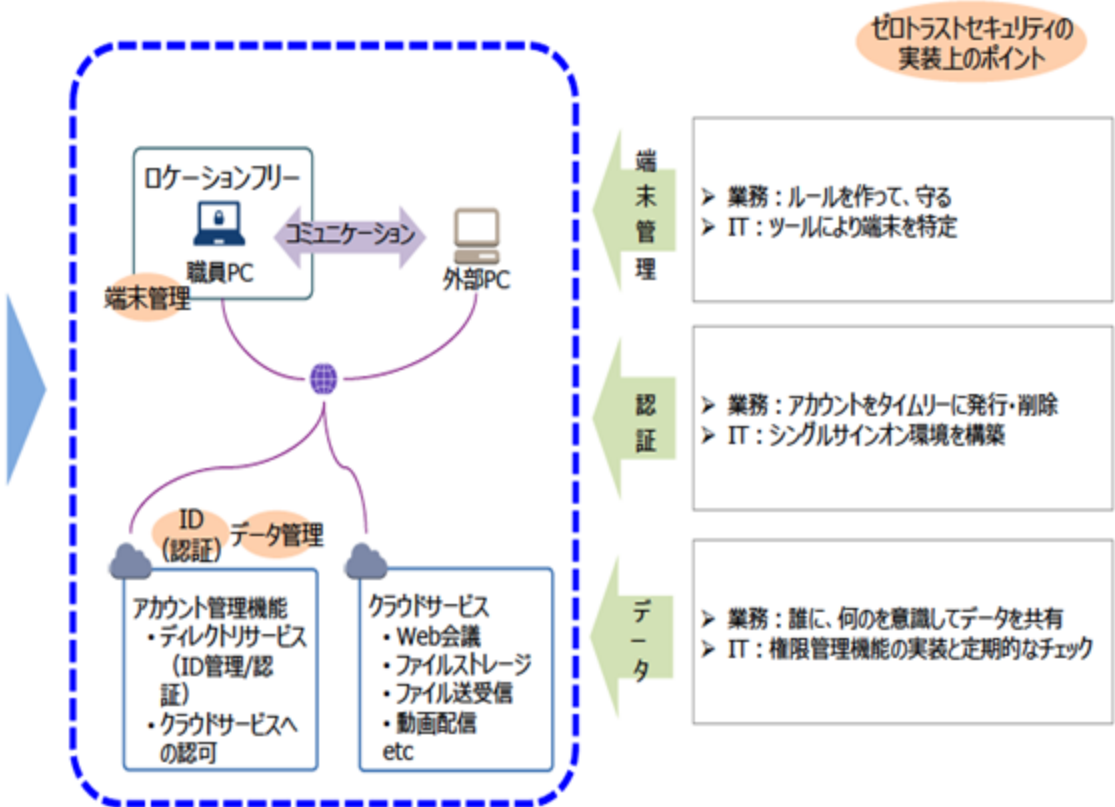 ゼロトラストセキュリティの
実装上のポイント
ロケーションフリー
職員PC
コミュニケーション
外部PC
端末管理
ID
（認証）
データ管理
アカウント管理機能
・ディレクトリサービス
（ID管理/認
証）
・クラウドサービスへ
の認可
クラウドサービス
・Web会議
・ファイルストレージ
・ファイル送受信
・動画配信
etc
端末管理
➢ 業務：ルールを作って、守る
➢ IT：ツールにより端末を特定
認証
➢ 業務：アカウントをタイムリーに発行・削除
➢ IT：シングルサインオン環境を構築
データ
➢ 業務：誰に、何のを意識してデータを共有
➢ IT：権限管理機能の実装と定期的なチェック